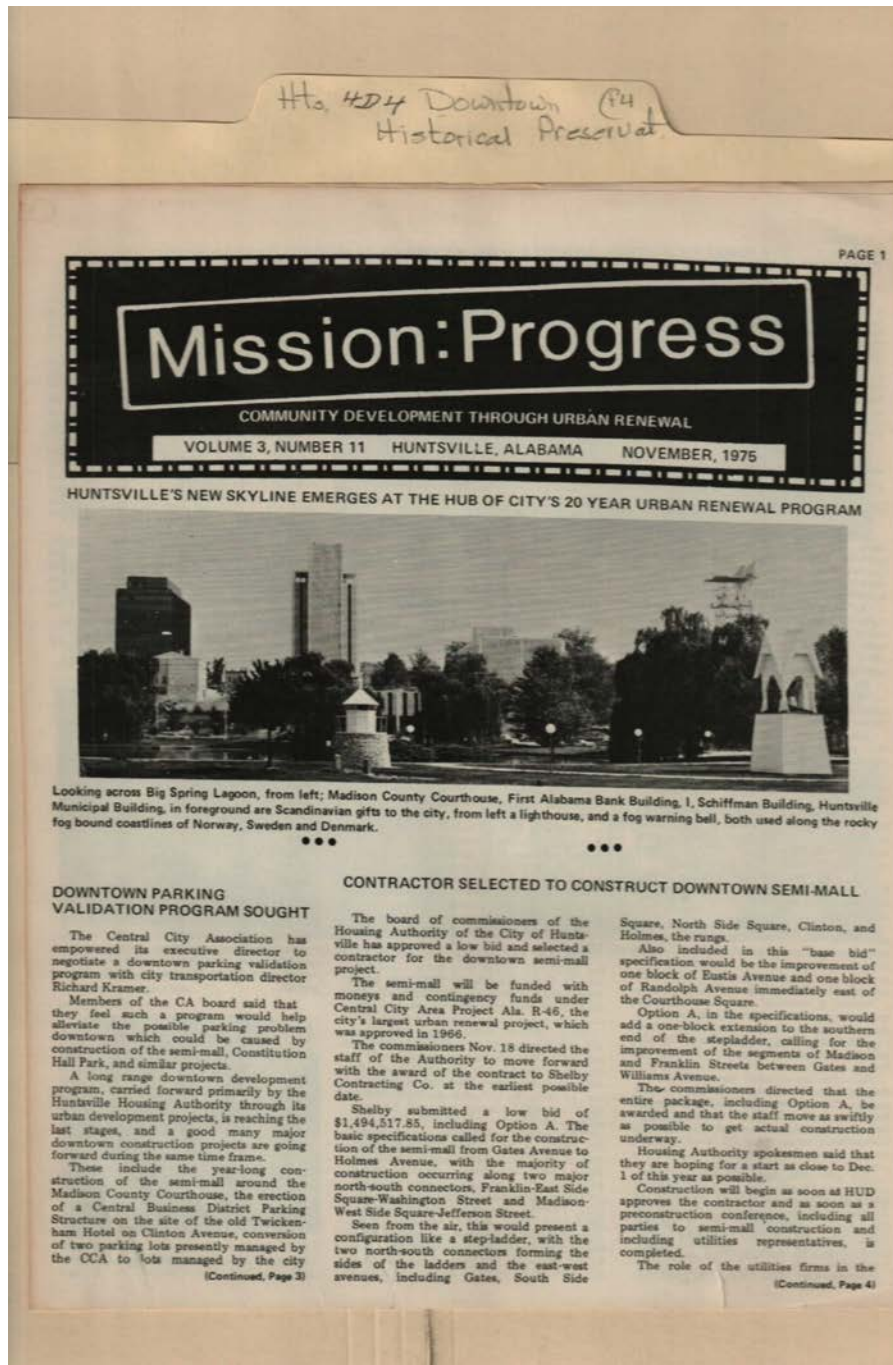 Hts. 4D4 Downtown (P4
Historical Preservat.
PAGE 1
Mission:Progress
COMMUNITY DEVELOPMENT THROUGH URBAN RENEWAL
VOLUME 3, NUMBER 11 HUNTSVILLE, ALABAMA NOVEMBER, 1975
HUNTSVILLE'S NEW SKYLINE EMERGES AT THE HUB OF CITY'S 20 YEAR URBAN RENEWAL PROGRAM
Looking across Big Spring Lagoon, from left; Madison County Courthouse, First Alabama Bank Building, I, Schiffman Building, Huntsville
Municipal Building, in foreground are Scandinavian gifts to the city, from left a lighthouse, and a fog warning bell, both used along the rocky
fog bound coastlines of Norway, Sweden and Denmark.
DOWNTOWN PARKING
VALIDATION PROGRAM SOUGHT
The Central City Association has
empowered its executive director to
negotiate a downtown parking validation
program with city transportation director
Richard Kramer.
Members of the CA board said that
they feel such a program would help
alleviate the possible parking problem
downtown which could be caused by
construction of the semi-mall, Constitution
Hall Park, and similar projects.
A long range downtown development
program, carried forward primarily by the
Huntsville Housing Authority through its
urban development projects, is reaching the
last stages, and a good many major
downtown construction projects are going
forward during the same time frame.
These include the year-long con-
struction of the semi-mall around the
Madison County Courthouse, the erection
of a Central Business District Parking
Structure on the site of the old Twicken-
ham Hotel on Clinton Avenue, conversion
of two parking lots presently managed by
the CCA to lots managed by the city
(Continued, Page 3)
CONTRACTOR SELECTED TO CONSTRUCT DOWNTOWN SEMI-MALL
The board of commissioners of the
Housing Authority of the City of Hunts-
ville has approved a low bid and selected a
contractor for the downtown semi-mall
project.
The semi-mall will be funded with
moneys and contingency funds under
Central City Area Project Ala. R-46, the
city's largest urban renewal project, which
was approved in 1966.
The commissioners Nov. 18 directed the
staff of the Authority to move forward
with the award of the contract to Shelby
Contracting Co. at the earliest possible
date.
Shelby submitted a low bid of
$1,494,517.85, including Option A. The
basic specifications called for the construc-
tion of the semi-mall from Gates Avenue to
Holmes Avenue, with the majority of
construction occurring along two major
north-south connectors, Franklin-East Side
Square-Washington Street and Madison-
West Side Square-Jefferson Street.
Seen from the air, this would present a
configuration like a step-ladder, with the
two north-south connectors forming the
sides of the ladders and the east-west
avenues, including Gates, South Side
Square, North Side Square, Clinton, and
Holmes, the rungs.
Also included in this "base bid"
specification would be the improvement of
one block of Eustis Avenue and one block
of Randolph Avenue immediately east of
the Courthouse Square.
Option A, in the specifications, would
add a one-block extension to the southern
end of the stepladder, calling for the
improvement of the segments of Madison
and Franklin Streets between Gates and
Williams Avenue.
The commissioners directed that the
entire package, including Option A, be
awarded and that the staff move as swiftly
as possible to get actual construction
underway.
Housing Authority spokesmen said that
they are hoping for a start as close to Dec.
1 of this year as possible.
Construction will begin as soon as HUD
approves the contractor and as soon as a
preconstruction conference, including all
parties to semi-mall construction and
including utilities representatives, is
completed.
The role of the utilities firms in the
(Continued, Page 4)